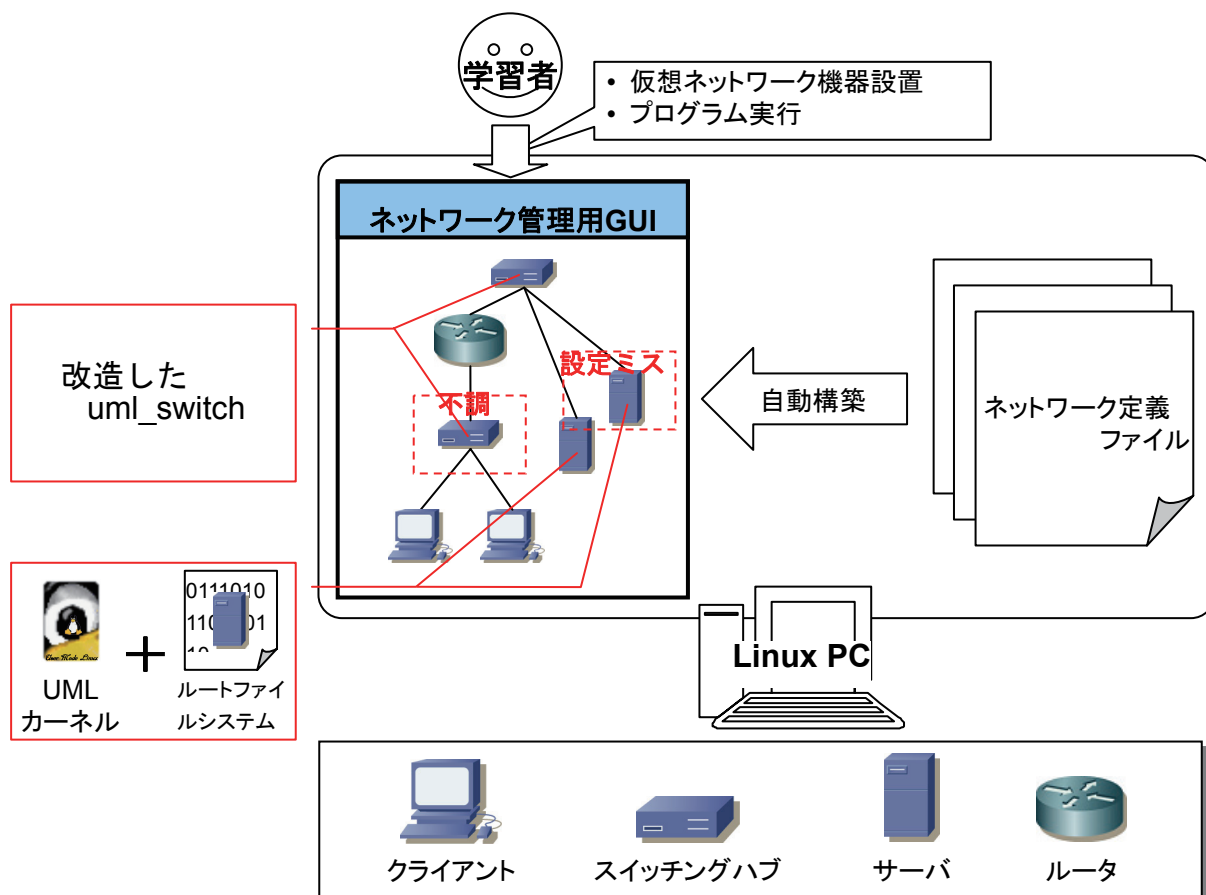 学習者
• 仮想ネットワーク機器設置
• プログラム実行
ネットワーク管理用GUI
設定ミス
不調
改造した
uml_switch
自動構築
ネットワーク定義
ファイル
0111010
UML
カーネル
+
ルートファイ
ルシステム
Linux PC
クライアント
スイッチングハブ
サーバ
ルータ